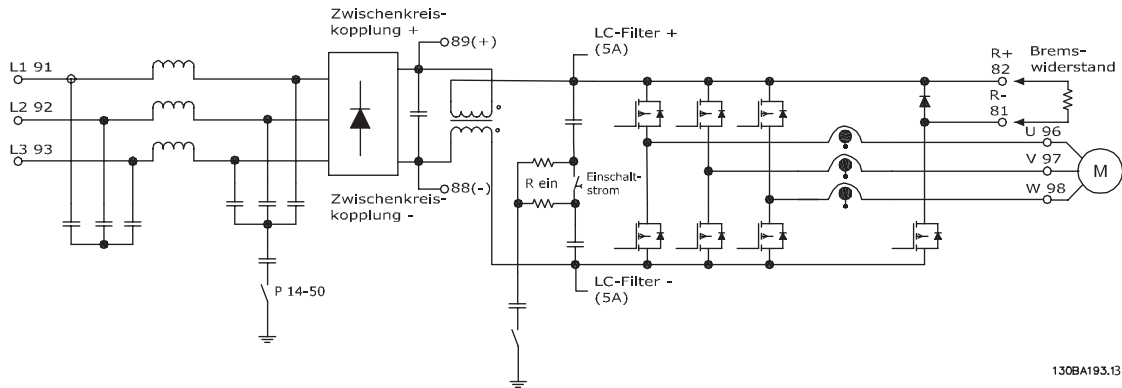 Zwischenkreis-
kopplung +
89(+)
LC-Filter +
(5A)
R+
82
Brems-
widerstand
R-
81
L1 91
L2 92
L3 93
U 96
V 97
W 98
M
R ein
Einschalt-
strom
88(-)
Zwischenkreis-
kopplung -
P 14-50
LC-Filter -
(5A)
130BA193.13